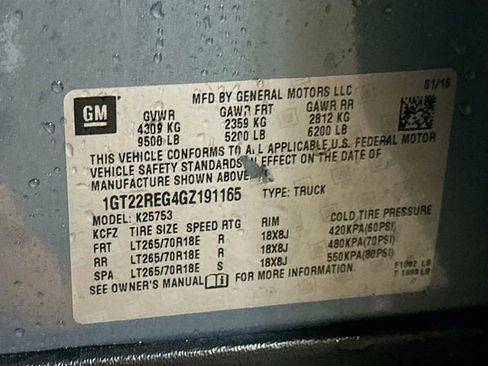 MFD BY GENERAL MOTORS LLC 01/16
GM
GVWR GAWR FRT GAWR RR
4309 KG 2359 KG 2812 KG
9500 LB 5200 LB 6200 LB
THIS VEHICLE CONFORMS TO ALL APPLICABLE U.S. FEDERAL MOTOR
VEHICLE SAFETY STANDARDS IN EFFECT ON THE DATE OF
MANUFACTURE SHOWN ABOVE.
1GT22REG4GZ191165 TYPE: TRUCK
MODEL: K25753
KCFZ TIRE SIZE SPEED RTG RIM COLD TIRE PRESSURE
FRT LT265/70R18E R 18X8J 420KPA(60PSI)
RR LT265/70R18E R 18X8J 480KPA(70PSI)
SPA LT265/70R18E S 18X8J 550KPA(80PSI)
SEE OWNER'S MANUAL FOR MORE INFORMATION.